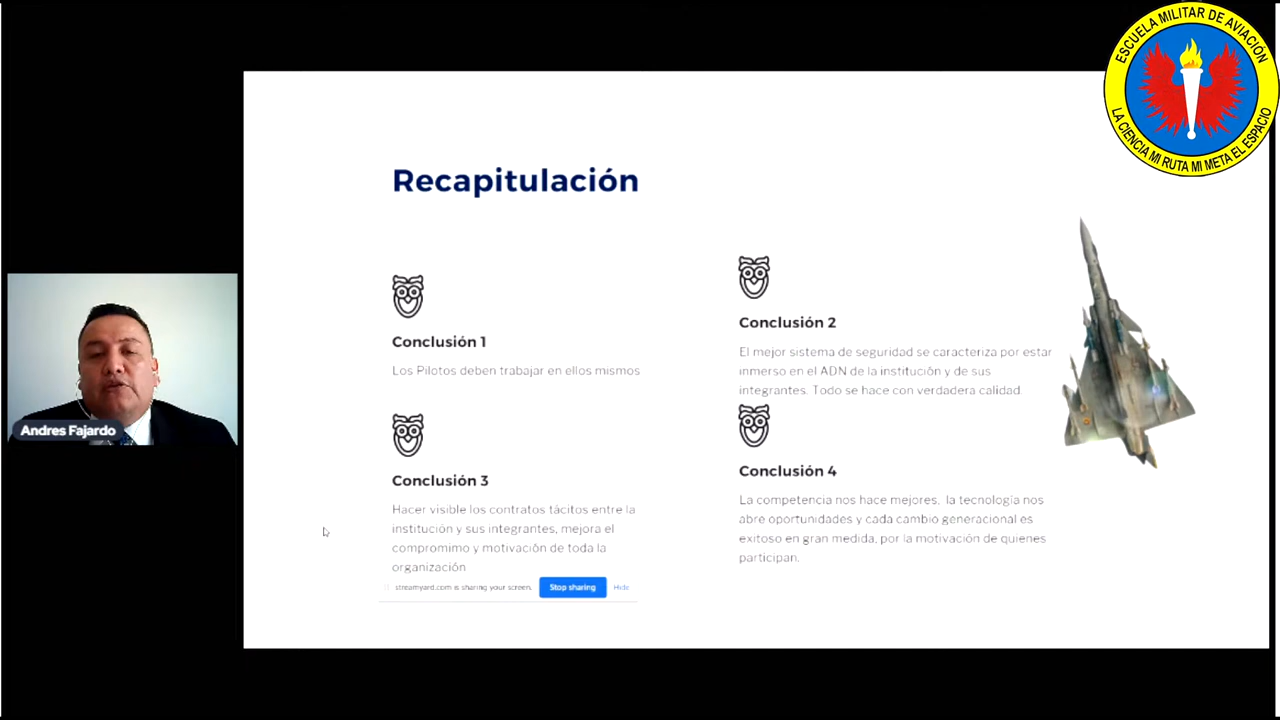 ESCUELA MILITAR DE AVIACIÓN
LA CIENCIA MI RUTA MI META EL ESPACIO
Recapitulación
Conclusión 1
Los Pilotos deben trabajar en ellos mismos
Conclusión 2
El mejor sistema de seguridad se caracteriza por estar
inmerso en el ADN de la institución y de sus
integrantes. Todo se hace con verdadera calidad.
Conclusión 3
Hacer visible los contratos tácitos entre la
institución y sus integrantes, mejora el
compromimo y motivación de toda la
organización
Conclusión 4
La competencia nos hace mejores, la tecnología nos
abre oportunidades y cada cambio generacional es
exitoso en gran medida, por la motivación de quienes
participan.
streamyard.com is sharing your screen. Stop sharing Hide
Andres Fajardo